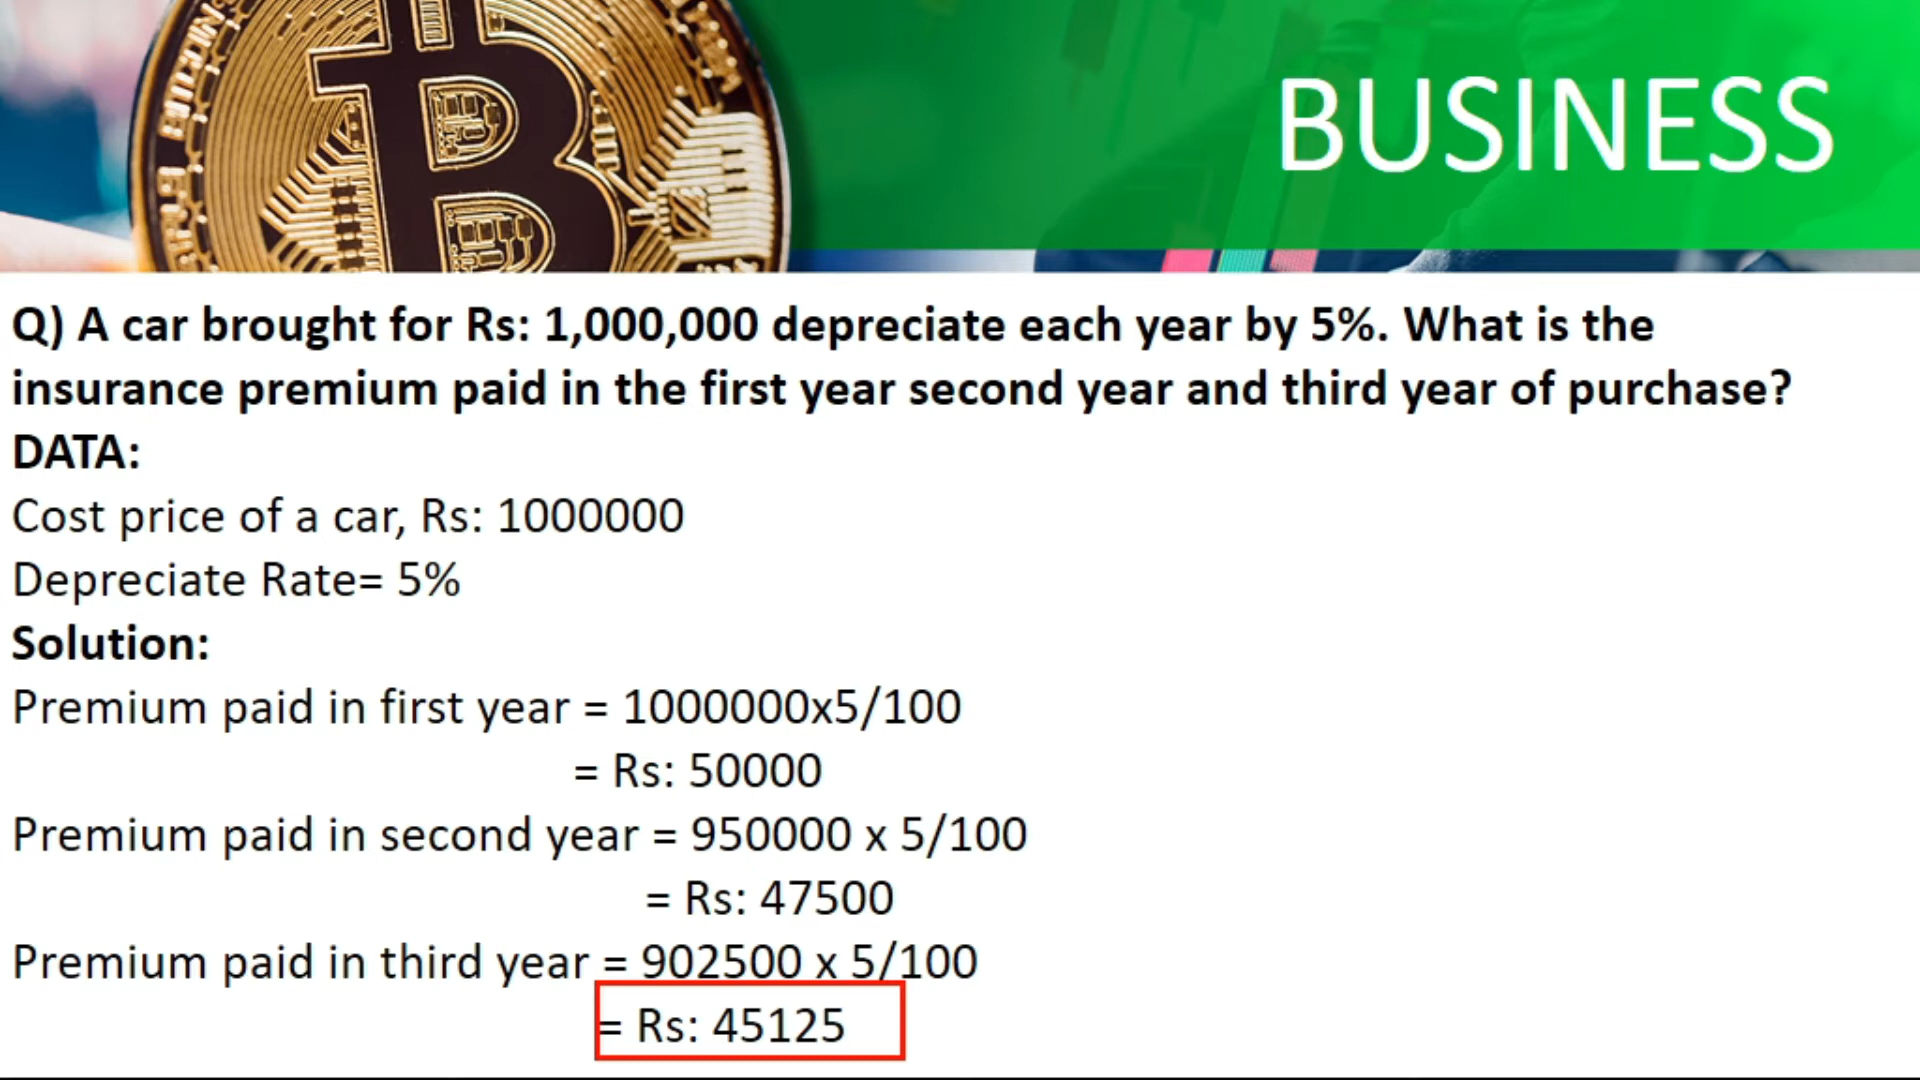 BUSINESS
Q) A car brought for Rs: 1,000,000 depreciate each year by 5%. What is the
insurance premium paid in the first year second year and third year of purchase?
DATA:
Cost price of a car, Rs: 1000000
Depreciate Rate= 5%
Solution:
Premium paid in first year = 1000000x5/100
= Rs: 50000
Premium paid in second year = 950000 x 5/100
= Rs: 47500
Premium paid in third year = 902500 x 5/100
= Rs: 45125